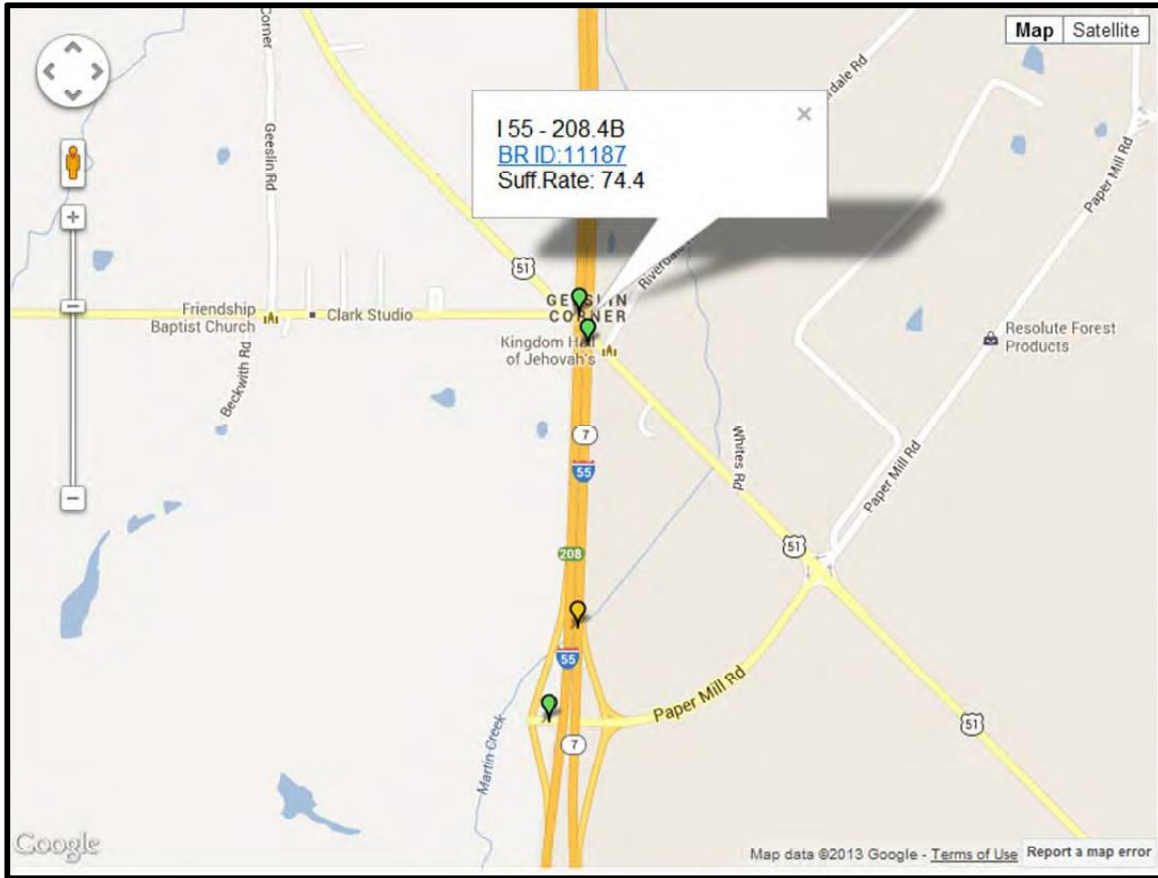 Map
Satellite
Corner
Geeslin Rd
erdale Rd
×
I 55 - 208.4B
BR ID:11187
Suff.Rate: 74.4
Paper Mill Rd
51
Riverdale
GEESLIN
CORNER
Friendship
Baptist Church
Clark Studio
Kingdom Hall
of Jehovah's
Resolute Forest
Products
Beckwith Rd
7
55
Whites Rd
Paper Mill Rd
51
208
55
Paper Mill Rd
51
Martin Creek
7
Google
Map data ©2013 Google - Terms of Use
Report a map error